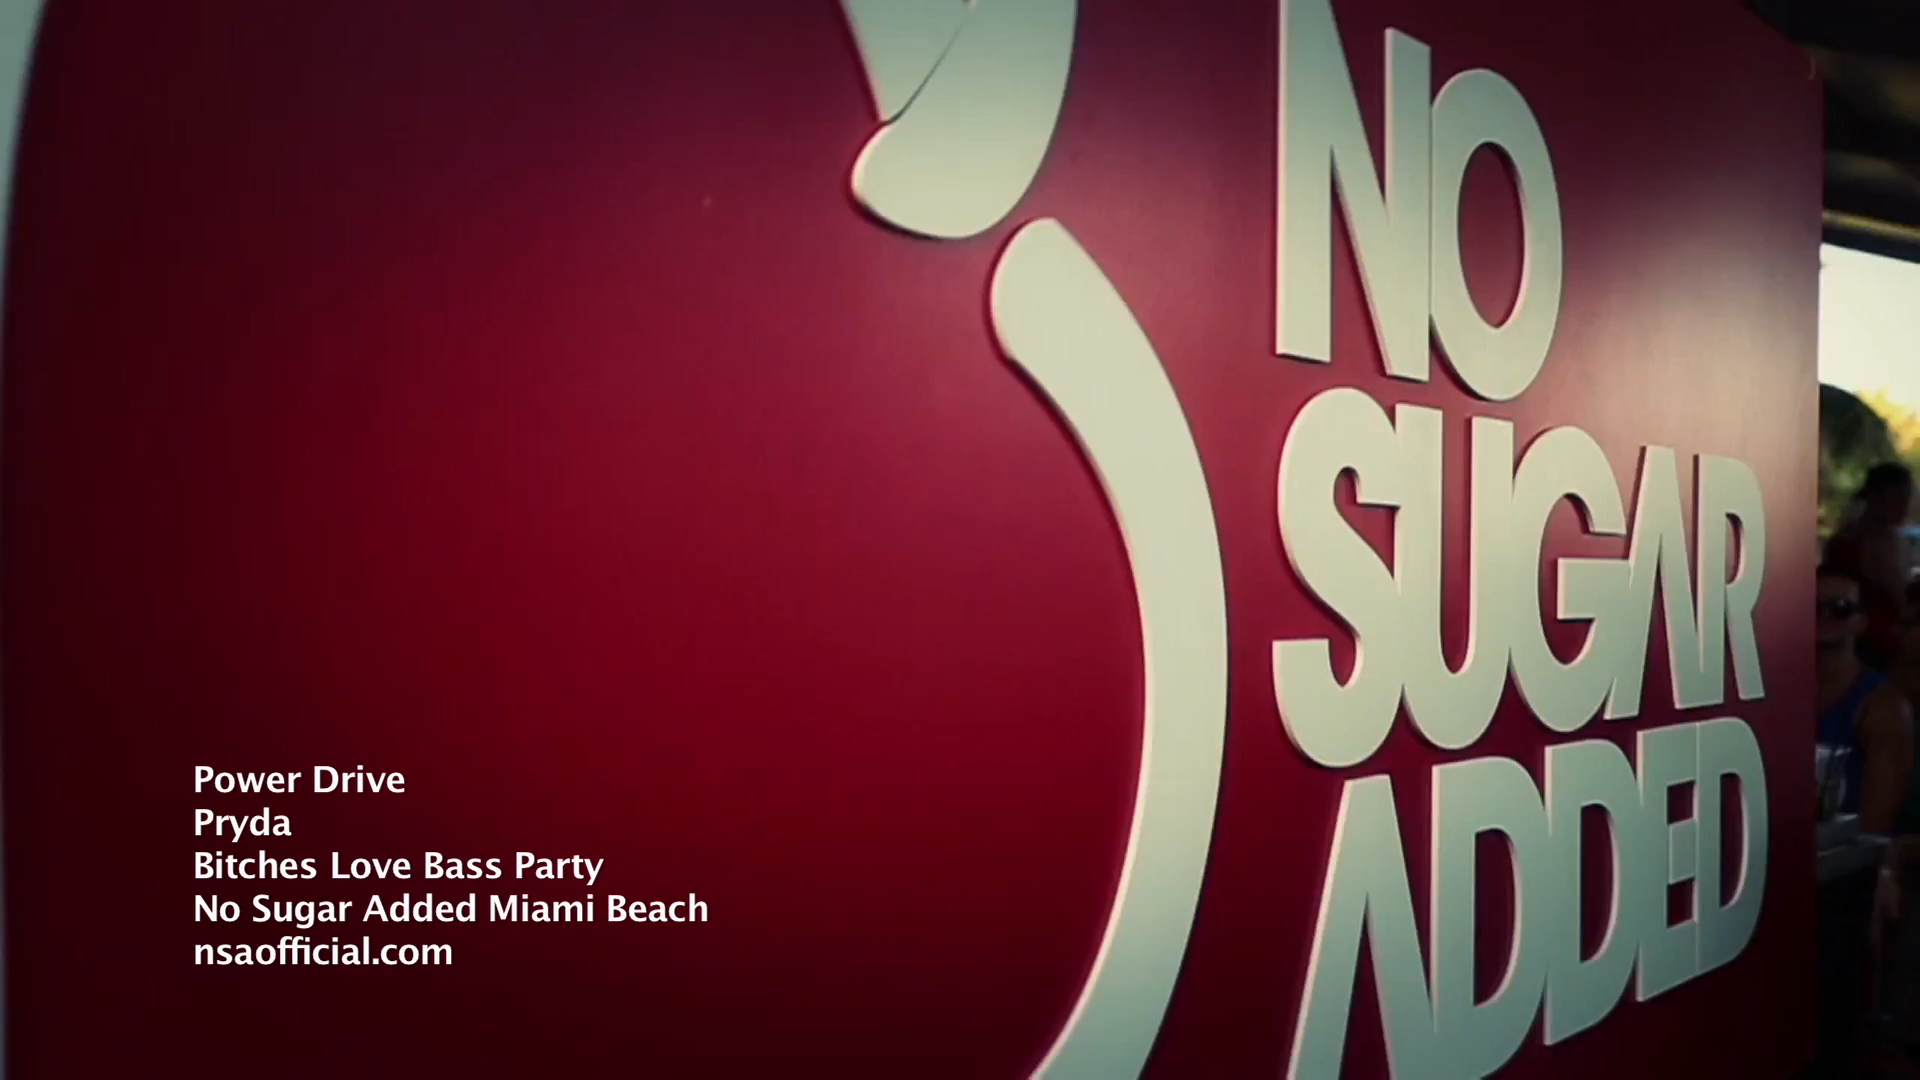 NO
SUGAR
ADDED
Power Drive
Pryda
Bitches Love Bass Party
No Sugar Added Miami Beach
nsaofficial.com